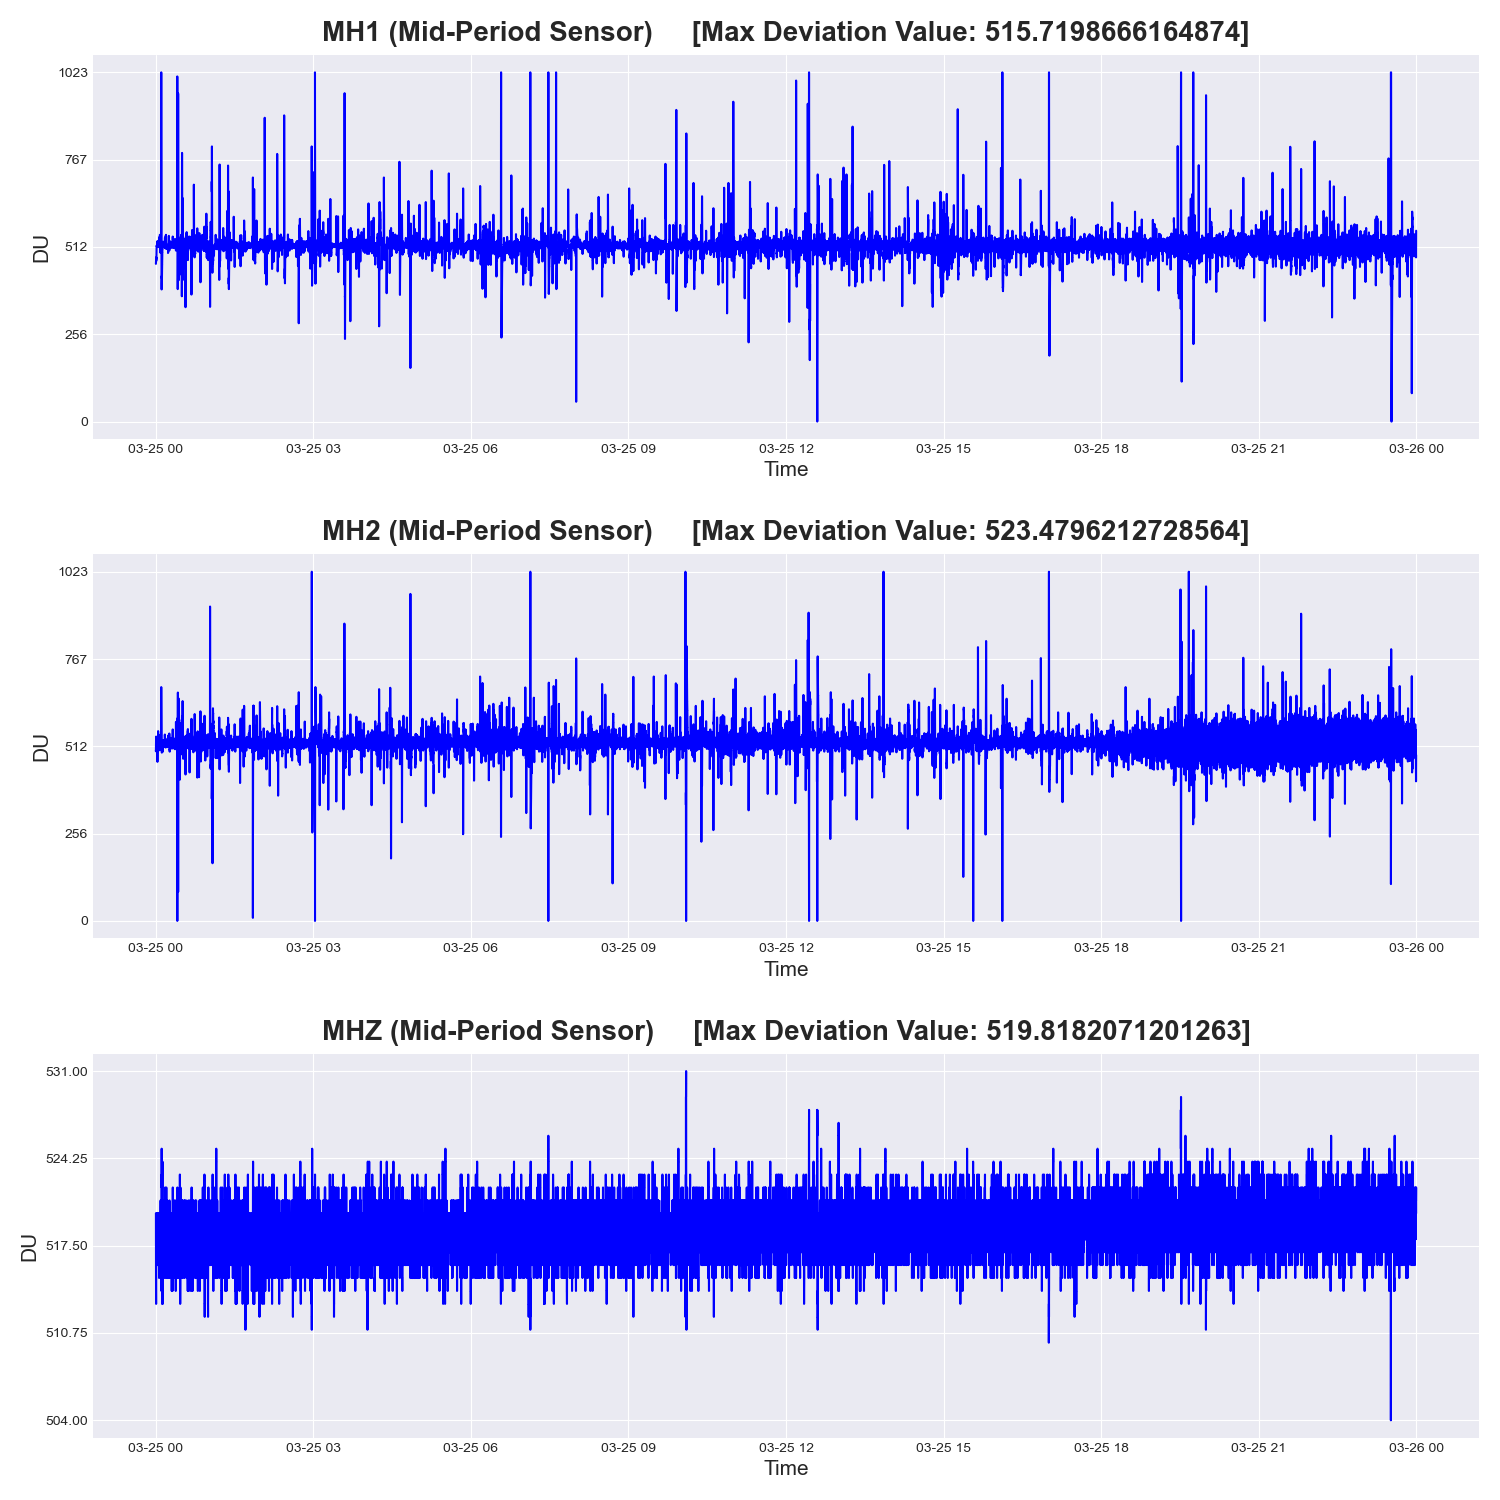 MH1 (Mid-Period Sensor) [Max Deviation Value: 515.7198666164874]
1023
767
512
256
0
DU
03-25 00 03-25 03 03-25 06 03-25 09 03-25 12 03-25 15 03-25 18 03-25 21 03-26 00
Time
MH2 (Mid-Period Sensor) [Max Deviation Value: 523.4796212728564]
1023
767
512
256
0
DU
03-25 00 03-25 03 03-25 06 03-25 09 03-25 12 03-25 15 03-25 18 03-25 21 03-26 00
Time
MHZ (Mid-Period Sensor) [Max Deviation Value: 519.8182071201263]
531.00
524.25
517.50
510.75
504.00
DU
03-25 00 03-25 03 03-25 06 03-25 09 03-25 12 03-25 15 03-25 18 03-25 21 03-26 00
Time